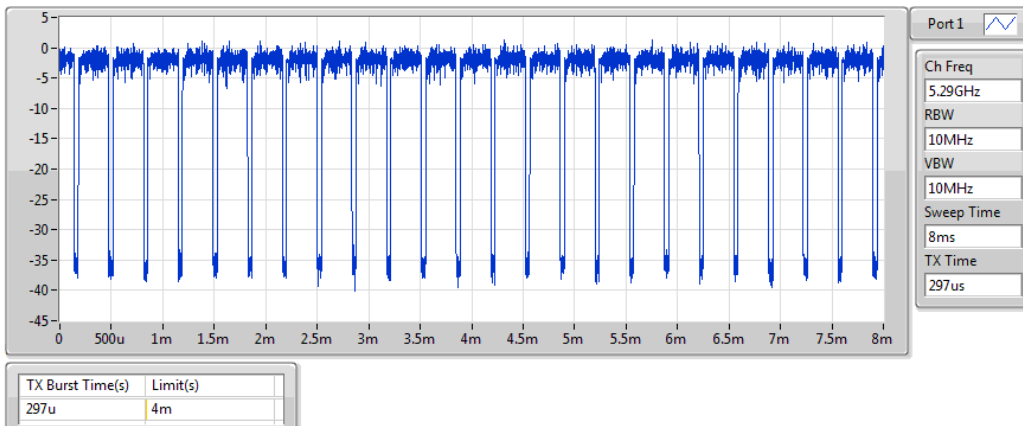 5
0
-5
-10
-15
-20
-25
-30
-35
-40
-45
0 500u 1m 1.5m 2m 2.5m 3m 3.5m 4m 4.5m 5m 5.5m 6m 6.5m 7m 7.5m 8m
Port 1
Ch Freq
5.29GHz
RBW
10MHz
VBW
10MHz
Sweep Time
8ms
TX Time
297us
TX Burst Time(s) Limit(s)
297u 4m